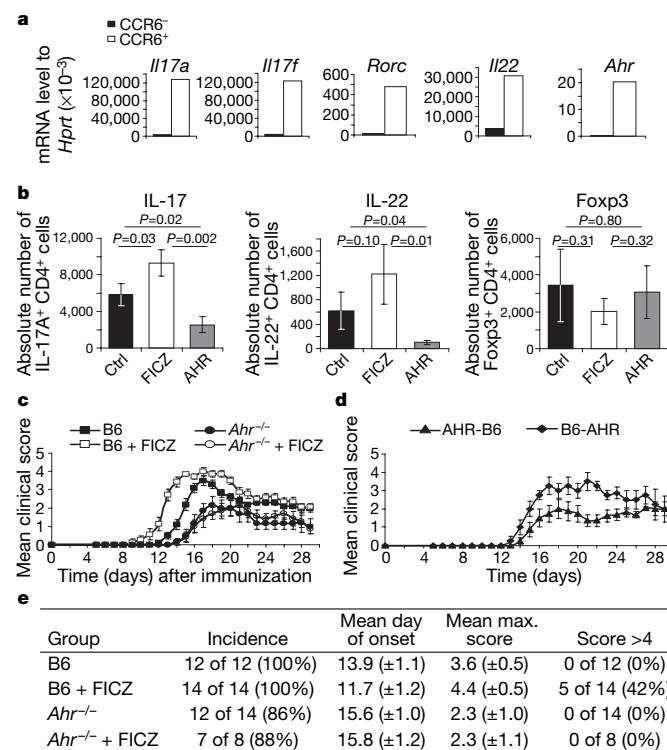 a
CCR6⁻
CCR6⁺
mRNA level to
Hprt (×10⁻³)
Il17a
120,000
80,000
40,000
0
Il17f
120,000
80,000
40,000
0
Rorc
600
400
200
0
Il22
30,000
20,000
10,000
0
Ahr
20
10
0
b
IL-17
P=0.02
P=0.03 P=0.002
Absolute number of
IL-17A⁺ CD4⁺ cells
12,000
8,000
4,000
0
Ctrl FICZ AHR
IL-22
P=0.04
P=0.10 P=0.01
Absolute number of
IL-22⁺ CD4⁺ cells
1,600
1,200
800
400
0
Ctrl FICZ AHR
Foxp3
P=0.80
P=0.31 P=0.32
Absolute number of
Foxp3⁺ CD4⁺ cells
6,000
4,000
2,000
0
Ctrl FICZ AHR
c
B6 Ahr⁻/⁻
B6 + FICZ Ahr⁻/⁻ + FICZ
Mean clinical score
5
4
3
2
1
0
0 4 8 12 16 20 24 28
Time (days) after immunization
d
AHR-B6 B6-AHR
Mean clinical score
5
4
3
2
1
0
0 4 8 12 16 20 24 28
Time (days)
e
Group Incidence Mean day of onset Mean max. score Score >4
B6 12 of 12 (100%) 13.9 (±1.1) 3.6 (±0.5) 0 of 12 (0%)
B6 + FICZ 14 of 14 (100%) 11.7 (±1.2) 4.4 (±0.5) 5 of 14 (42%)
Ahr⁻/⁻ 12 of 14 (86%) 15.6 (±1.0) 2.3 (±1.0) 0 of 14 (0%)
Ahr⁻/⁻ + FICZ 7 of 8 (88%) 15.8 (±1.2) 2.3 (±1.1) 0 of 8 (0%)